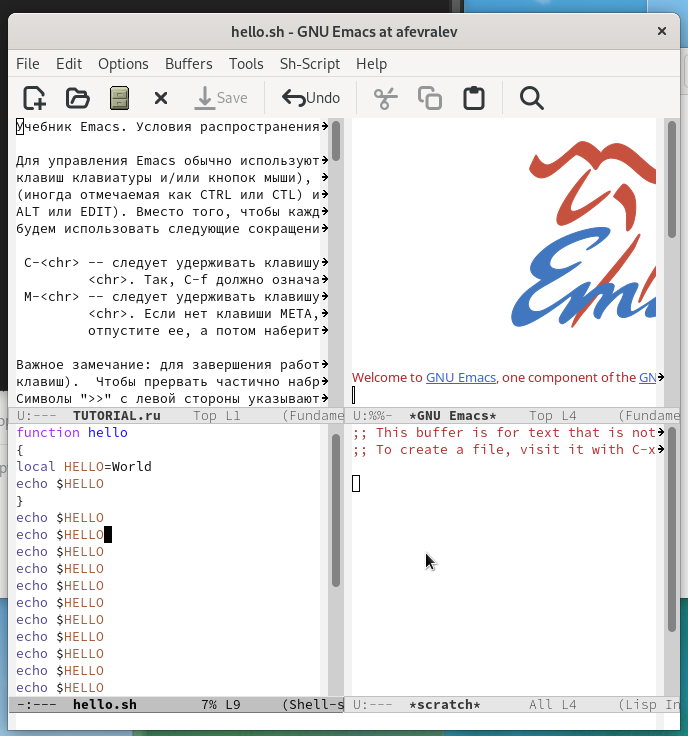 hello.sh - GNU Emacs at afevralev
File Edit Options Buffers Tools Sh-Script Help
Save Undo
Учебник Emacs. Условия распространения
Для управления Emacs обычно используют
клавиш клавиатуры и/или кнопок мыши),
(иногда отмечаемая как CTRL или CTL) и
ALT или EDIT). Вместо того, чтобы кажд
будем использовать следующие сокращени
C-<chr> -- следует удерживать клавишу
<chr>. Так, C-f должно означа
M-<chr> -- следует удерживать клавишу
<chr>. Если нет клавиши META,
отпустите ее, а потом наберит
Важное замечание: для завершения работ
клавиш).  Чтобы прервать частично набр
Символы ">>" с левой стороны указывают
U:--- TUTORIAL.ru Top L1 (Fundame
Welcome to GNU Emacs, one component of the GN
U:%%- *GNU Emacs* Top L4 (Fundame
function hello
{
local HELLO=World
echo $HELLO
}
echo $HELLO
echo $HELLO
echo $HELLO
echo $HELLO
echo $HELLO
echo $HELLO
echo $HELLO
echo $HELLO
echo $HELLO
echo $HELLO
echo $HELLO
-:--- hello.sh 7% L9 (Shell-s
;; This buffer is for text that is not
;; To create a file, visit it with C-x
U:--- *scratch* All L4 (Lisp In